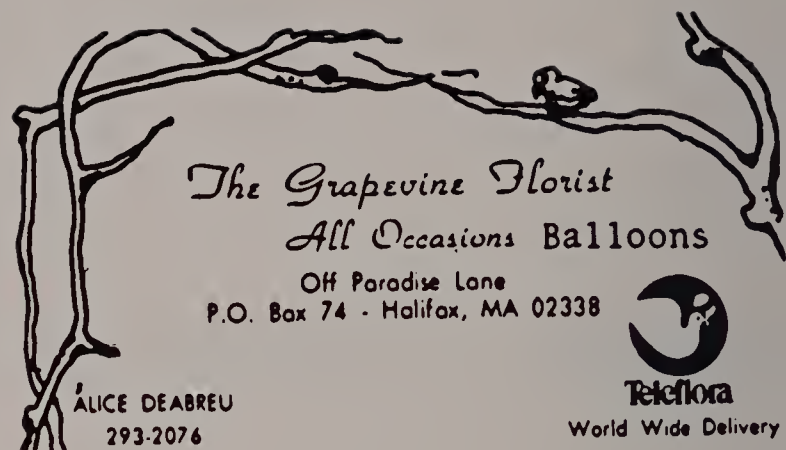 The Grapevine Florist
All Occasions Balloons
Off Paradise Lane
P.O. Box 74 - Halifax, MA 02338
ALICE DEABREU
293-2076
Teleflora
World Wide Delivery